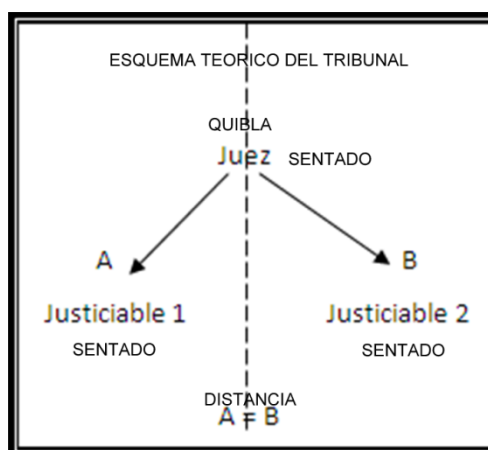 ESQUEMA TEORICO DEL TRIBUNAL
QUIBLA
Juez SENTADO
A B
Justiciable 1 Justiciable 2
SENTADO SENTADO
DISTANCIA
A = B